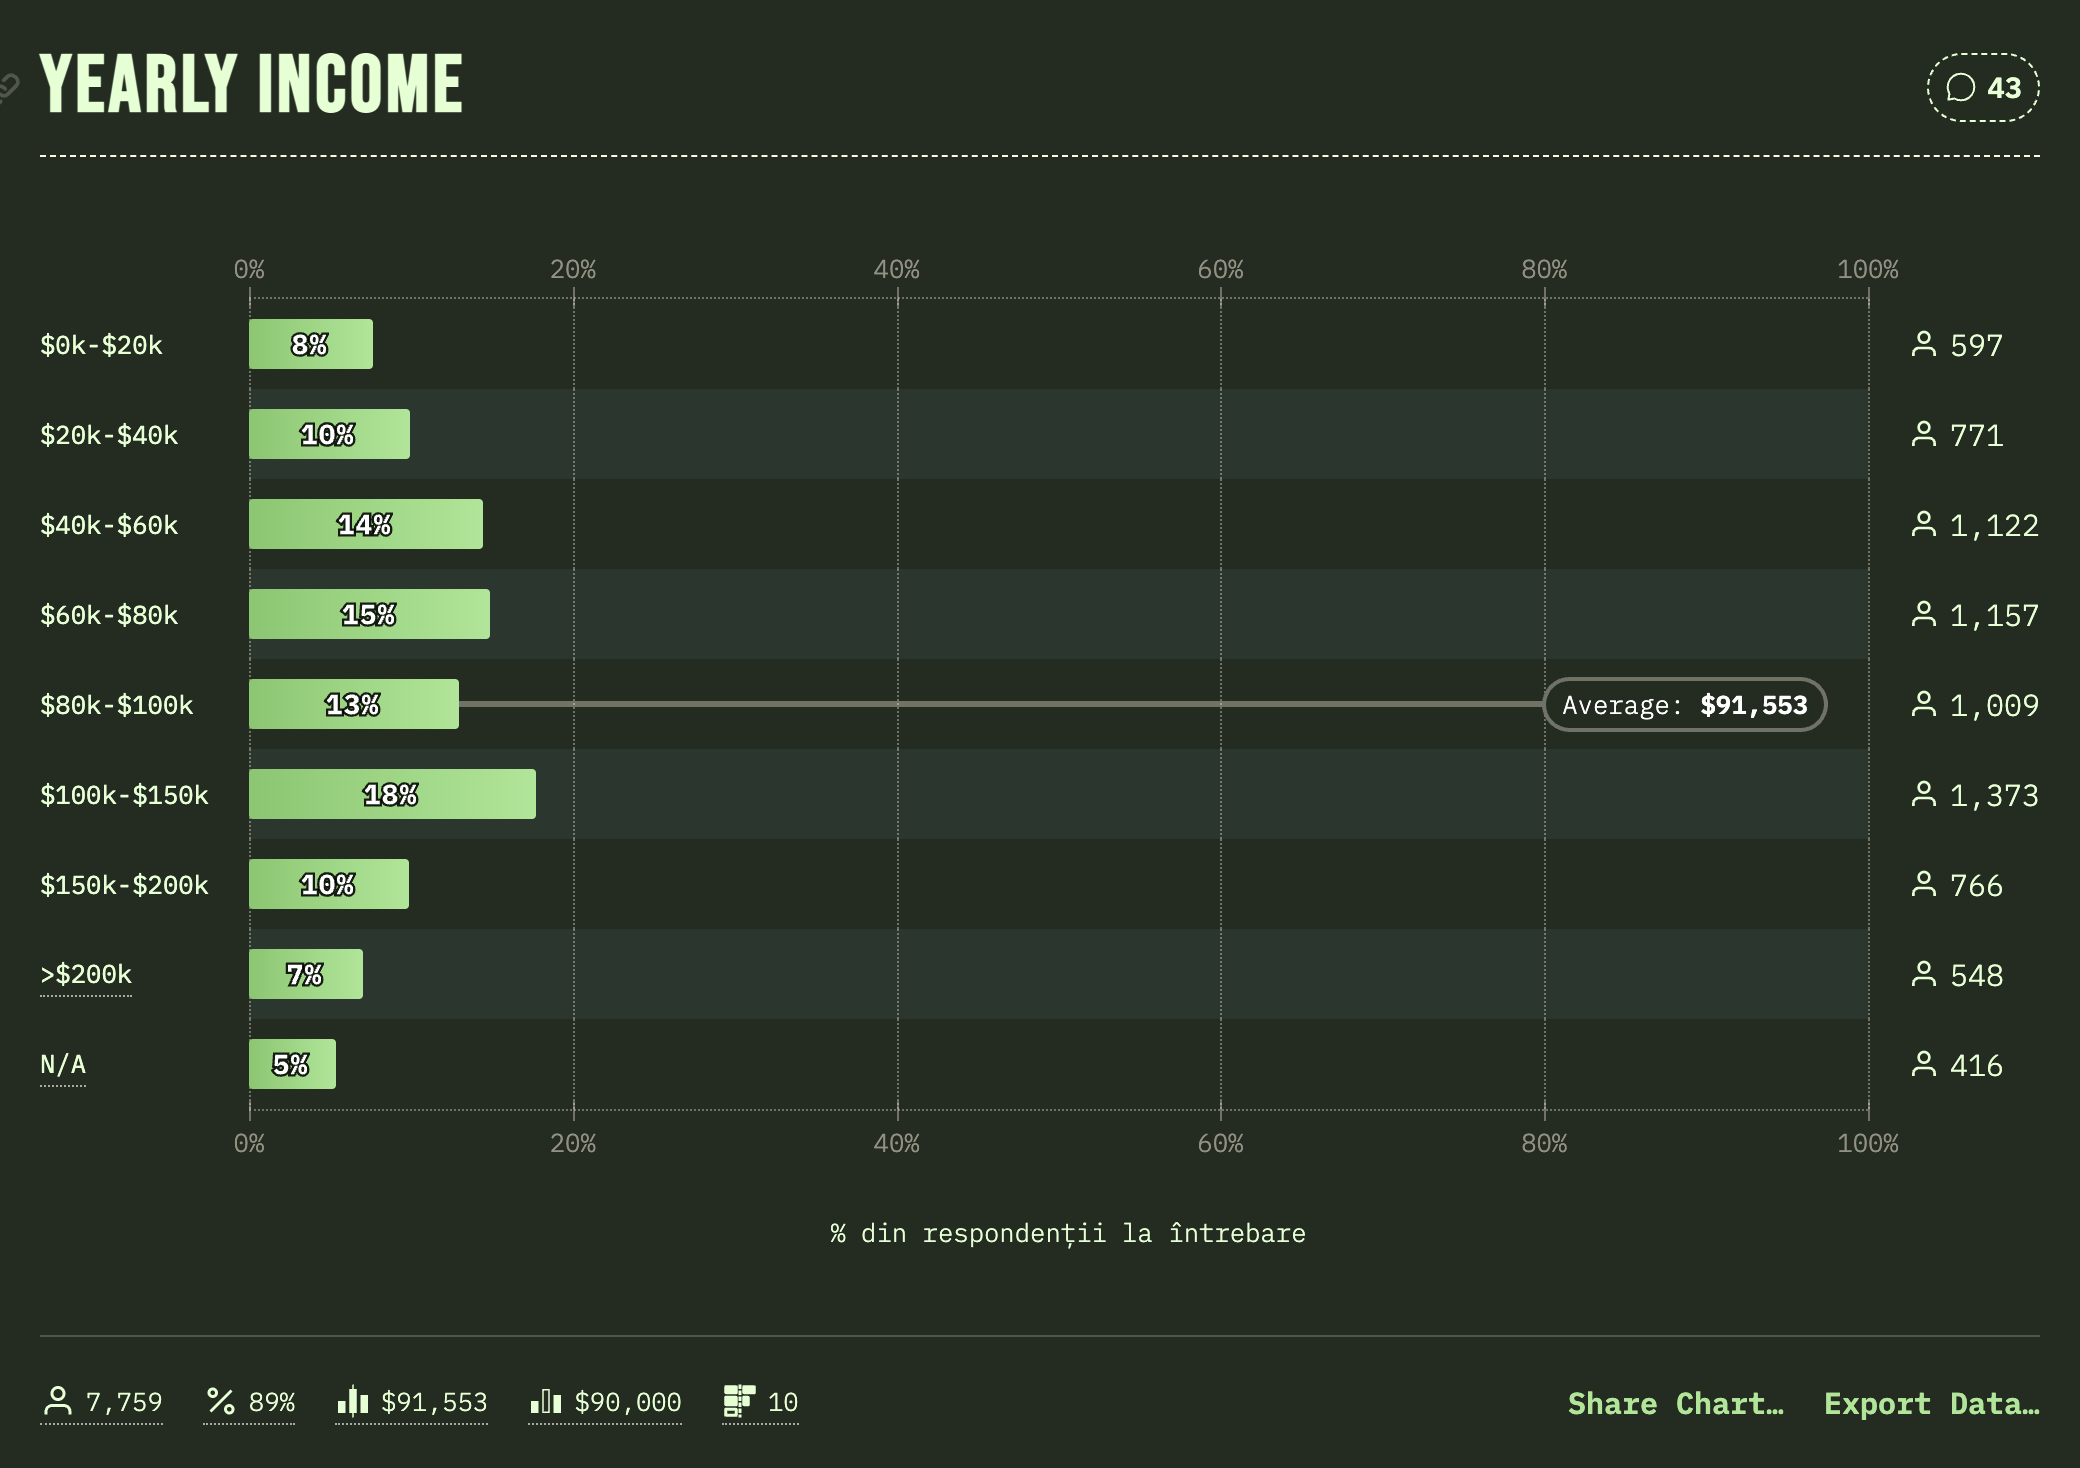 YEARLY INCOME
43
0% 20% 40% 60% 80% 100%
$0k-$20k 8% 597
$20k-$40k 10% 771
$40k-$60k 14% 1,122
$60k-$80k 15% 1,157
$80k-$100k 13% Average: $91,553 1,009
$100k-$150k 18% 1,373
$150k-$200k 10% 766
>$200k 7% 548
N/A 5% 416
0% 20% 40% 60% 80% 100%
% din respondenții la întrebare
7,759 89% $91,553 $90,000 10 Share Chart… Export Data…